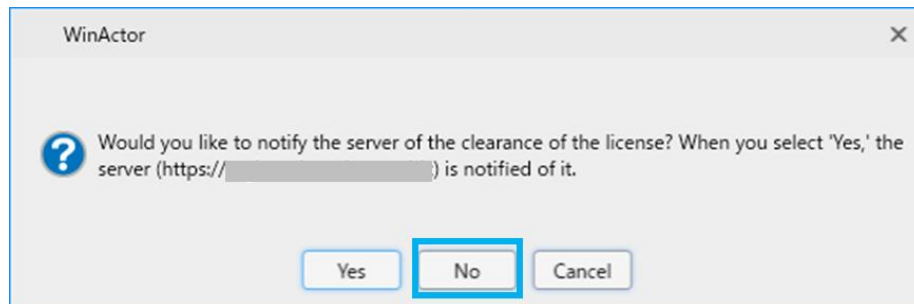 WinActor
Would you like to notify the server of the clearance of the license? When you select 'Yes,' the
server (https:// ) is notified of it.
Yes No Cancel